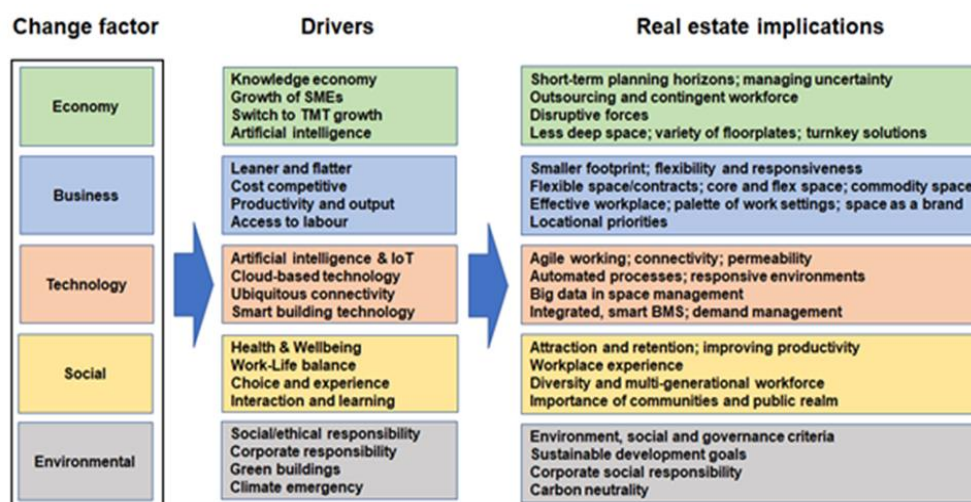 Change factor
Drivers
Real estate implications
Economy
Knowledge economy
Growth of SMEs
Switch to TMT growth
Artificial intelligence
Short-term planning horizons; managing uncertainty
Outsourcing and contingent workforce
Disruptive forces
Less deep space; variety of floorplates; turnkey solutions
Business
Leaner and flatter
Cost competitive
Productivity and output
Access to labour
Smaller footprint; flexibility and responsiveness
Flexible space/contracts; core and flex space; commodity space
Effective workplace; palette of work settings; space as a brand
Locational priorities
Technology
Artificial intelligence & IoT
Cloud-based technology
Ubiquitous connectivity
Smart building technology
Agile working; connectivity; permeability
Automated processes; responsive environments
Big data in space management
Integrated, smart BMS; demand management
Social
Health & Wellbeing
Work-Life balance
Choice and experience
Interaction and learning
Attraction and retention; improving productivity
Workplace experience
Diversity and multi-generational workforce
Importance of communities and public realm
Environmental
Social/ethical responsibility
Corporate responsibility
Green buildings
Climate emergency
Environment, social and governance criteria
Sustainable development goals
Corporate social responsibility
Carbon neutrality